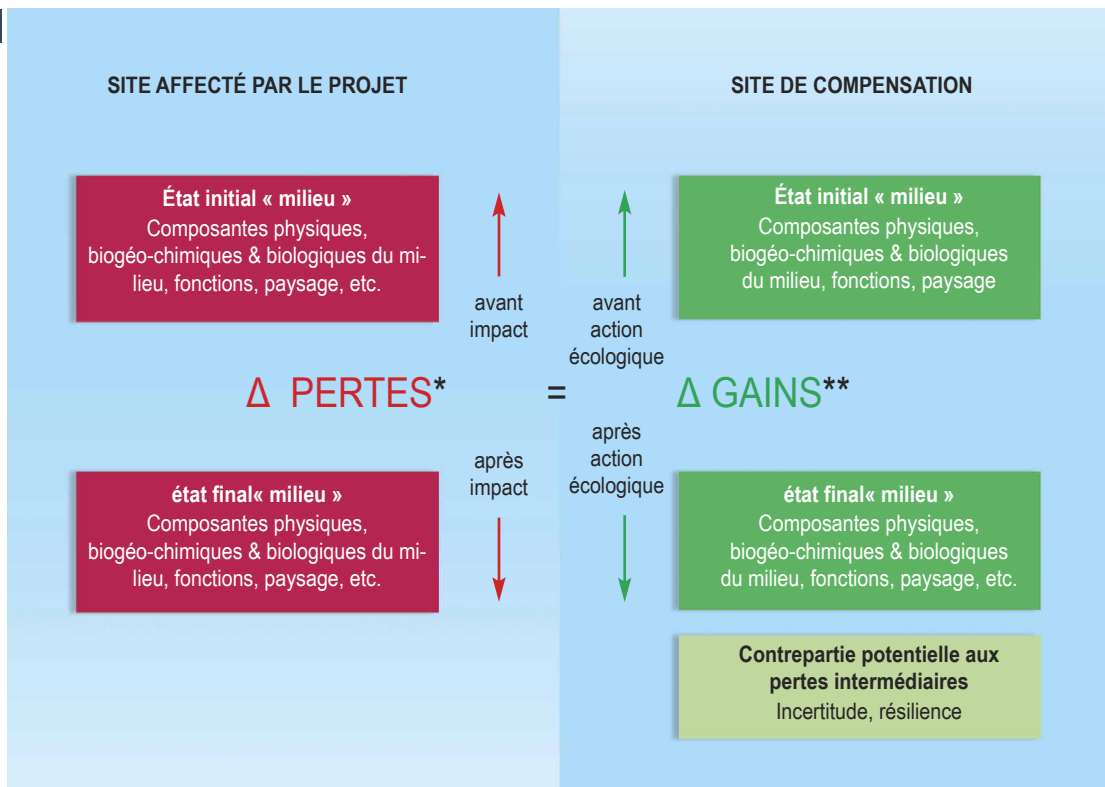 SITE AFFECTÉ PAR LE PROJET
État initial « milieu »
Composantes physiques,
biogéo-chimiques & biologiques du mi-
lieu, fonctions, paysage, etc.
avant
impact
Δ PERTES*
après
impact
état final« milieu »
Composantes physiques,
biogéo-chimiques & biologiques du mi-
lieu, fonctions, paysage, etc.
=
SITE DE COMPENSATION
État initial « milieu »
Composantes physiques,
biogéo-chimiques & biologiques
du milieu, fonctions, paysage
avant
action
écologique
Δ GAINS**
après
action
écologique
état final« milieu »
Composantes physiques,
biogéo-chimiques & biologiques
du milieu, fonctions, paysage, etc.
Contrepartie potentielle aux
pertes intermédiaires
Incertitude, résilience